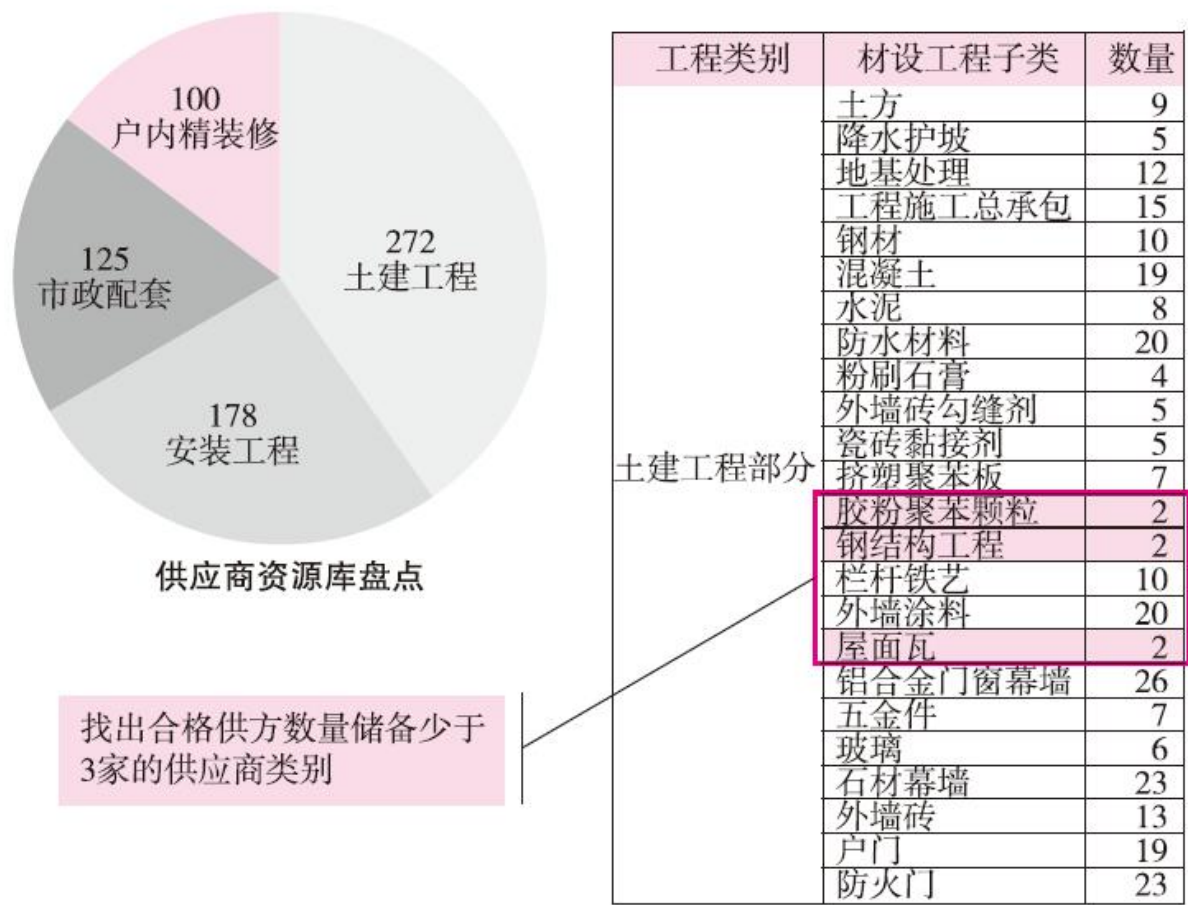 100
户内精装修
272
土建工程
125
市政配套
178
安装工程
供应商资源库盘点
找出合格供方数量储备少于
3家的供应商类别
工程类别 材设工程子类 数量
土建工程部分
土方 9
降水护坡 5
地基处理 12
工程施工总承包 15
钢材 10
混凝土 19
水泥 8
防水材料 20
粉刷石膏 4
外墙砖勾缝剂 5
瓷砖黏接剂 5
挤塑聚苯板 7
胶粉聚苯颗粒 2
钢结构工程 2
栏杆铁艺 10
外墙涂料 20
屋面瓦 2
铝合金门窗幕墙 26
五金件 7
玻璃 6
石材幕墙 23
外墙砖 13
户门 19
防火门 23